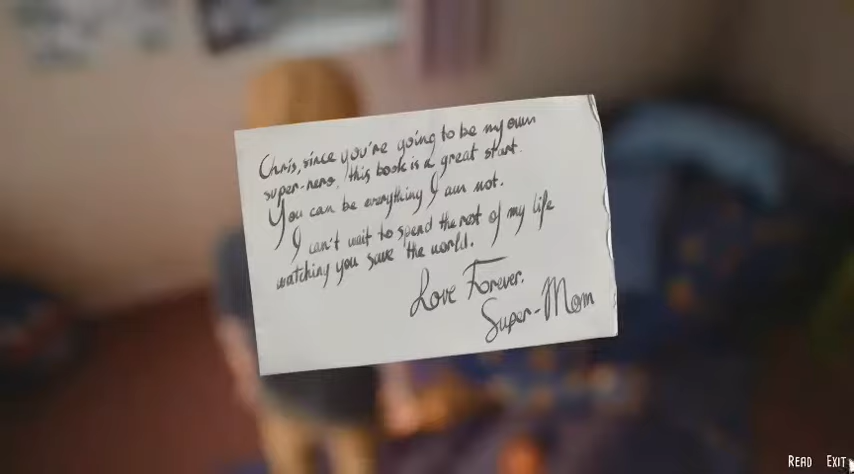 Chris, since you're going to be my own
super-hero, this book is a great start.
You can be everything I am not.
I can't wait to spend the rest of my life
watching you save the world.
Love Forever.
Super-Mom
READ EXIT